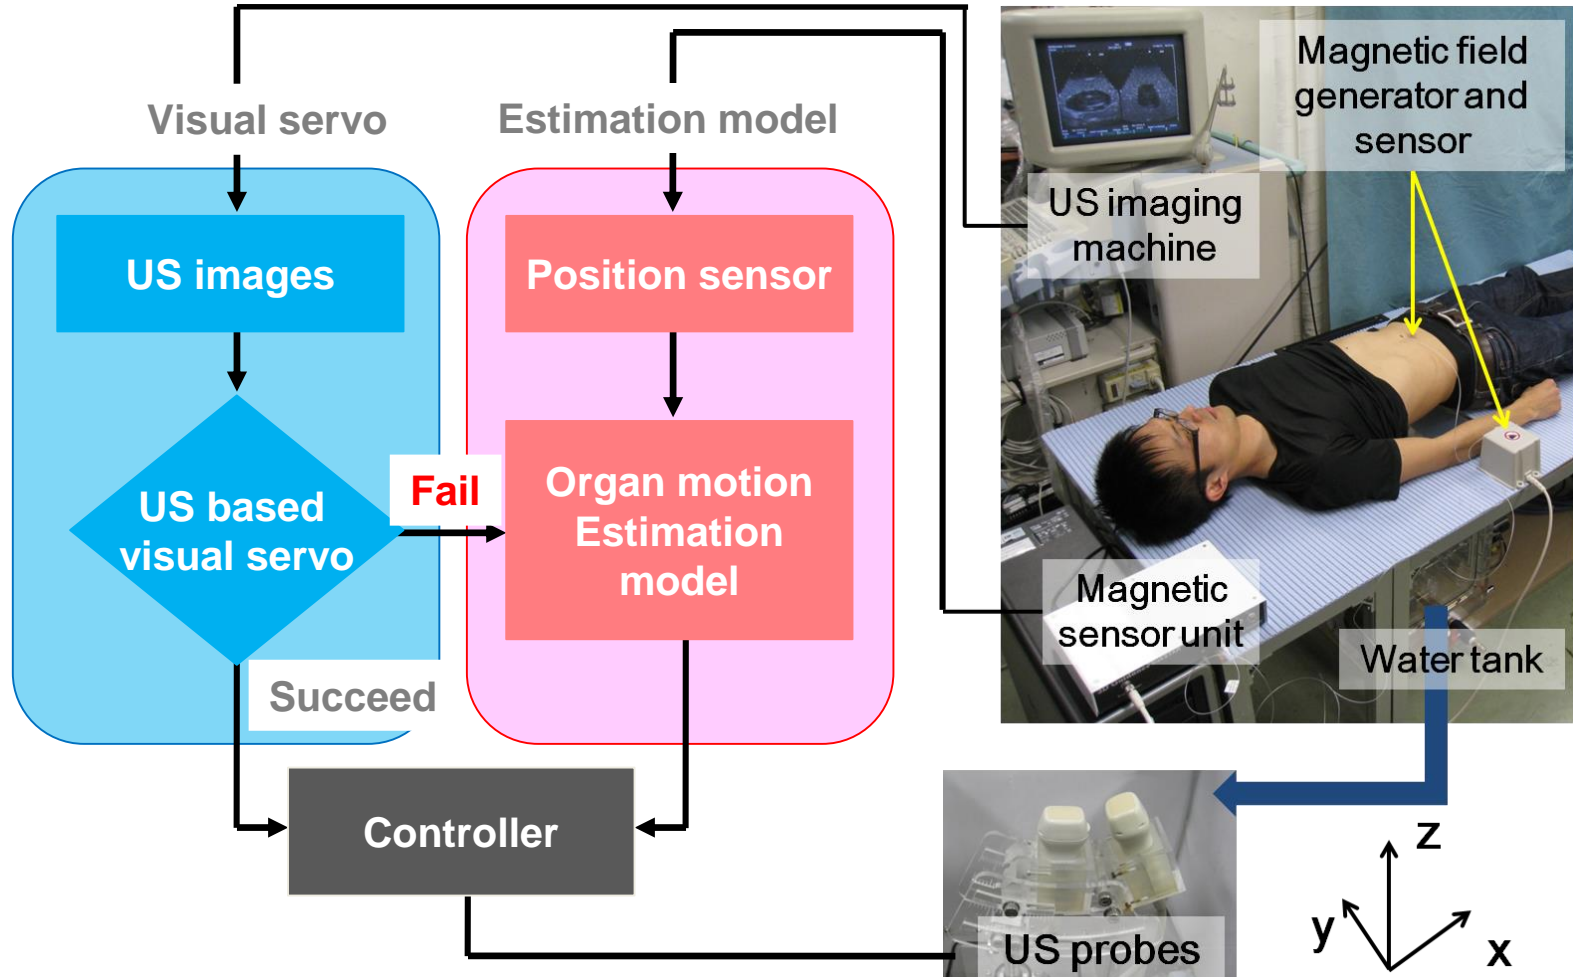 Visual servo
Estimation model
US images
Position sensor
US based
visual servo
Fail
Organ motion
Estimation
model
Succeed
Controller
Magnetic field
generator and
sensor
US imaging
machine
Magnetic
sensor unit
Water tank
US probes
z
y
x